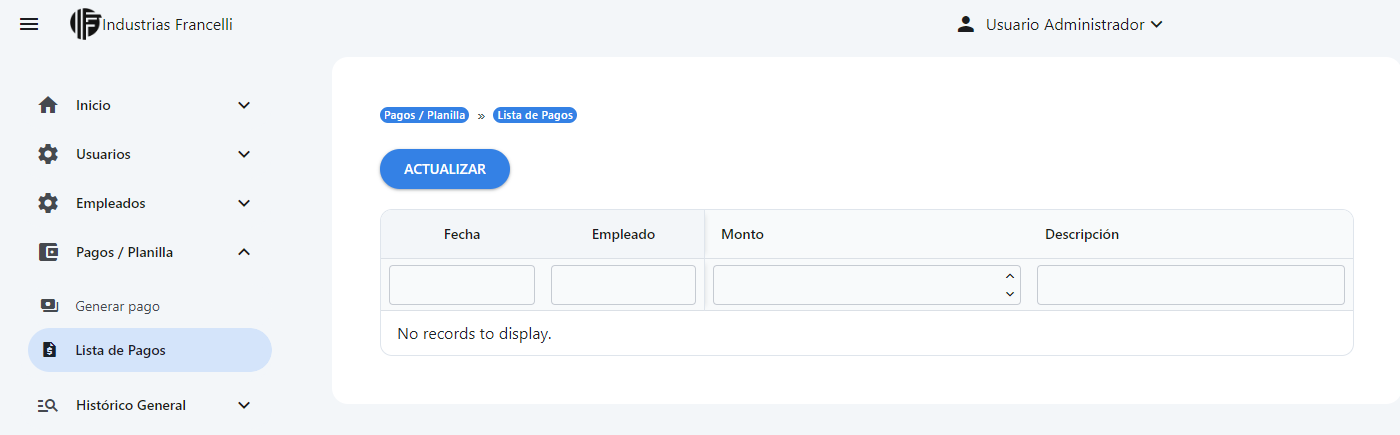 Industrias Francelli
Usuario Administrador
Inicio
Usuarios
Empleados
Pagos / Planilla
Generar pago
Lista de Pagos
Histórico General
Pagos / Planilla » Lista de Pagos
ACTUALIZAR
Fecha Empleado Monto Descripción
No records to display.